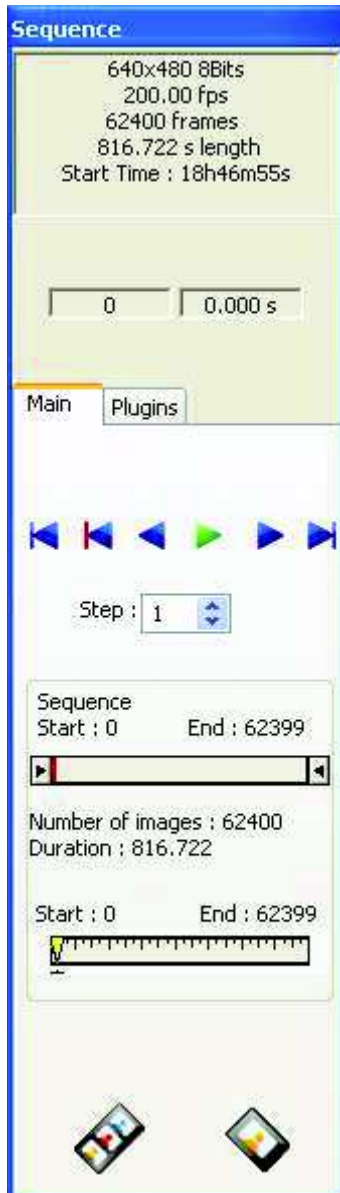 Sequence
640x480 8Bits
200.00 fps
62400 frames
816.722 s length
Start Time : 18h46m55s
0 0.000 s
Main Plugins
Step : 1
Sequence
Start : 0 End : 62399
Number of images : 62400
Duration : 816.722
Start : 0 End : 62399